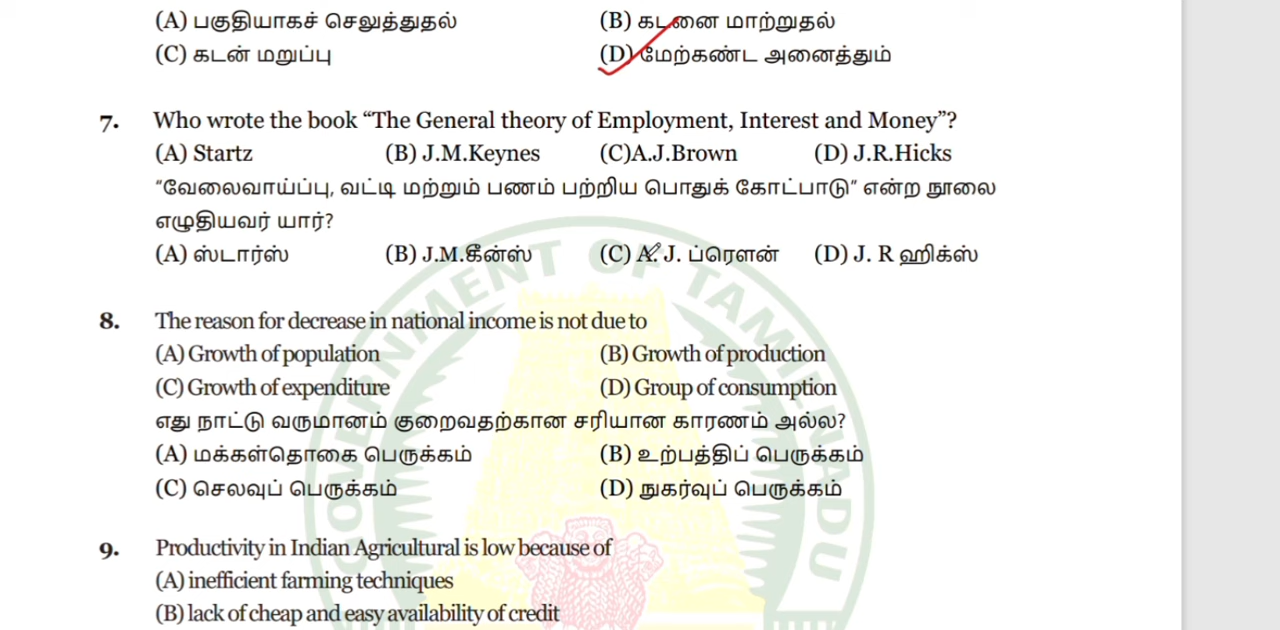 (A) பகுதியாகச் செலுத்துதல் (B) கடனை மாற்றுதல்
(C) கடன் மறுப்பு (D) மேற்கண்ட அனைத்தும்
7. Who wrote the book “The General theory of Employment, Interest and Money”?
(A) Startz (B) J.M.Keynes (C)A.J.Brown (D) J.R.Hicks
“வேலைவாய்ப்பு, வட்டி மற்றும் பணம் பற்றிய பொதுக் கோட்பாடு” என்ற நூலை
எழுதியவர் யார்?
(A) ஸ்டார்ஸ் (B) J.M.கீன்ஸ் (C) A. J. ப்ரௌன் (D) J. R ஹிக்ஸ்
8. The reason for decrease in national income is not due to
(A) Growth of population (B) Growth of production
(C) Growth of expenditure (D) Group of consumption
எது நாட்டு வருமானம் குறைவதற்கான சரியான காரணம் அல்ல?
(A) மக்கள்தொகை பெருக்கம் (B) உற்பத்திப் பெருக்கம்
(C) செலவுப் பெருக்கம் (D) நுகர்வுப் பெருக்கம்
9. Productivity in Indian Agricultural is low because of
(A) inefficient farming techniques
(B) lack of cheap and easy availability of credit
GOVERNMENT OF TAMIL NADU